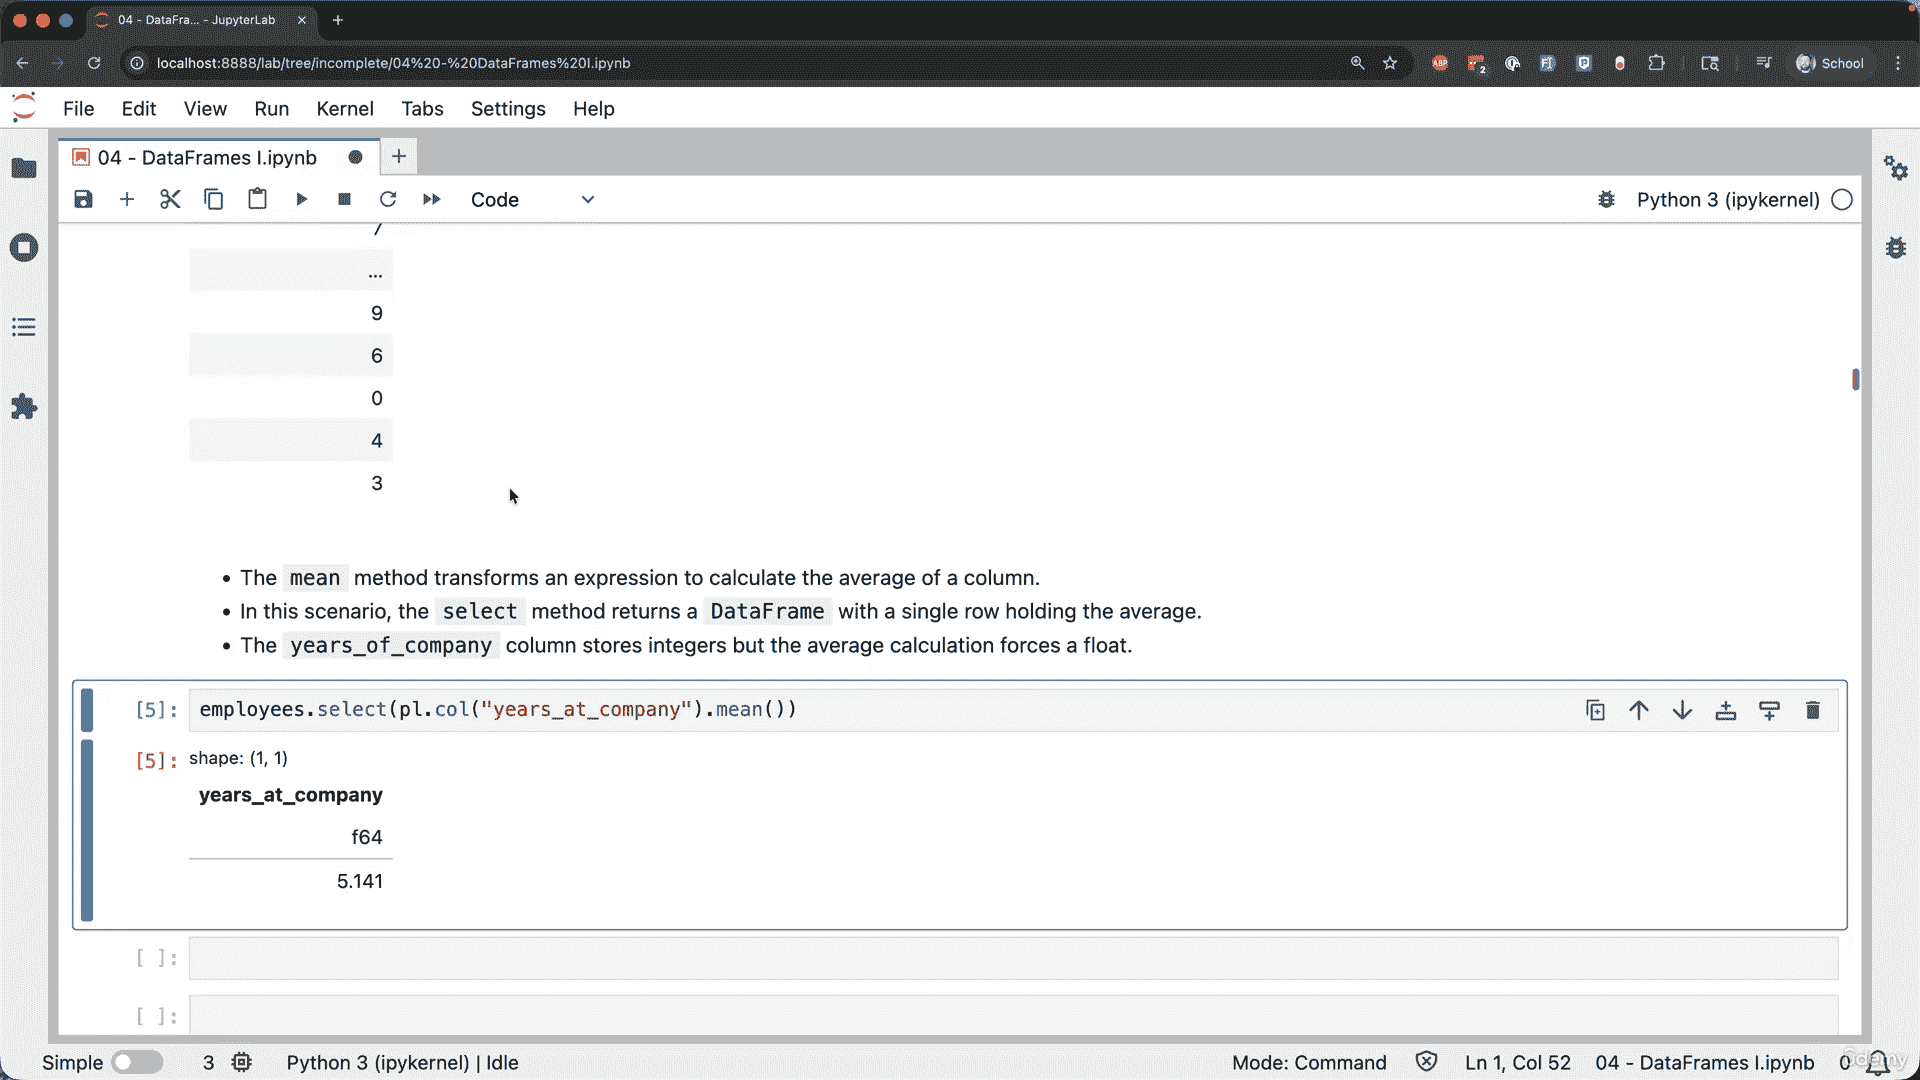 04 - DataFra... - JupyterLab
localhost:8888/lab/tree/incomplete/04%20-%20DataFrames%20I.ipynb
ABP
2
School
File Edit View Run Kernel Tabs Settings Help
04 - DataFrames I.ipynb
Code
Python 3 (ipykernel)
7
...
9
6
0
4
3
• The mean method transforms an expression to calculate the average of a column.
• In this scenario, the select method returns a DataFrame with a single row holding the average.
• The years_of_company column stores integers but the average calculation forces a float.
[5]: employees.select(pl.col("years_at_company").mean())
[5]: shape: (1, 1)
years_at_company
f64
5.141
[ ]:
[ ]:
Simple 3 Python 3 (ipykernel) | Idle Mode: Command Ln 1, Col 52 04 - DataFrames I.ipynb 0
Udemy